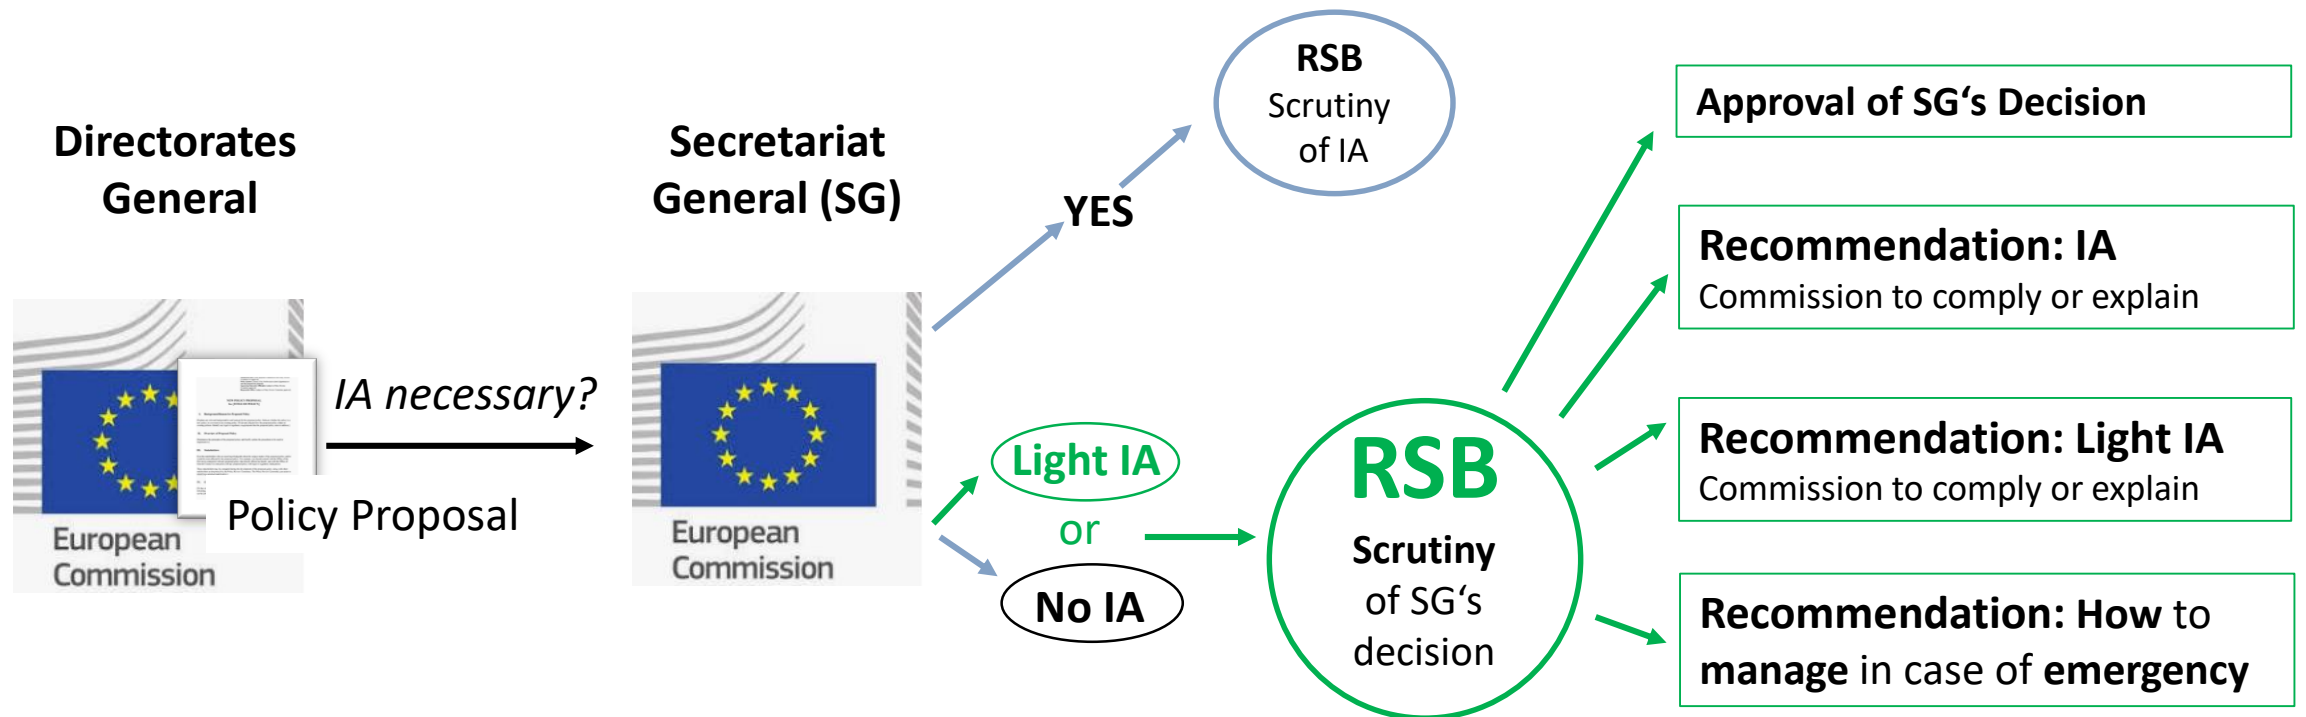 Directorates
General
European
Commission
Policy Proposal
IA necessary?
Secretariat
General (SG)
European
Commission
YES
RSB
Scrutiny
of IA
Light IA
or
No IA
RSB
Scrutiny
of SG‘s
decision
Approval of SG‘s Decision
Recommendation: IA
Commission to comply or explain
Recommendation: Light IA
Commission to comply or explain
Recommendation: How to
manage in case of emergency